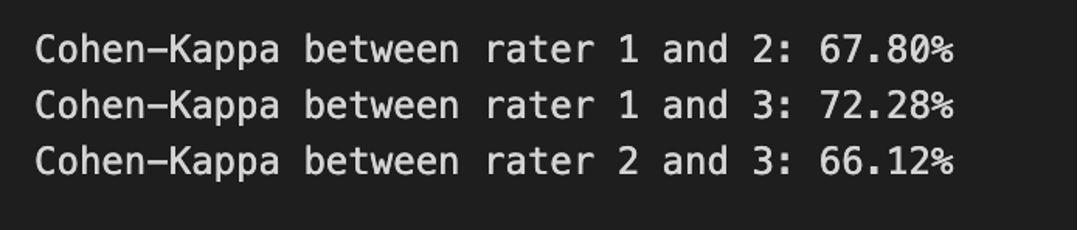 Cohen-Kappa between rater 1 and 2: 67.80%
Cohen-Kappa between rater 1 and 3: 72.28%
Cohen-Kappa between rater 2 and 3: 66.12%